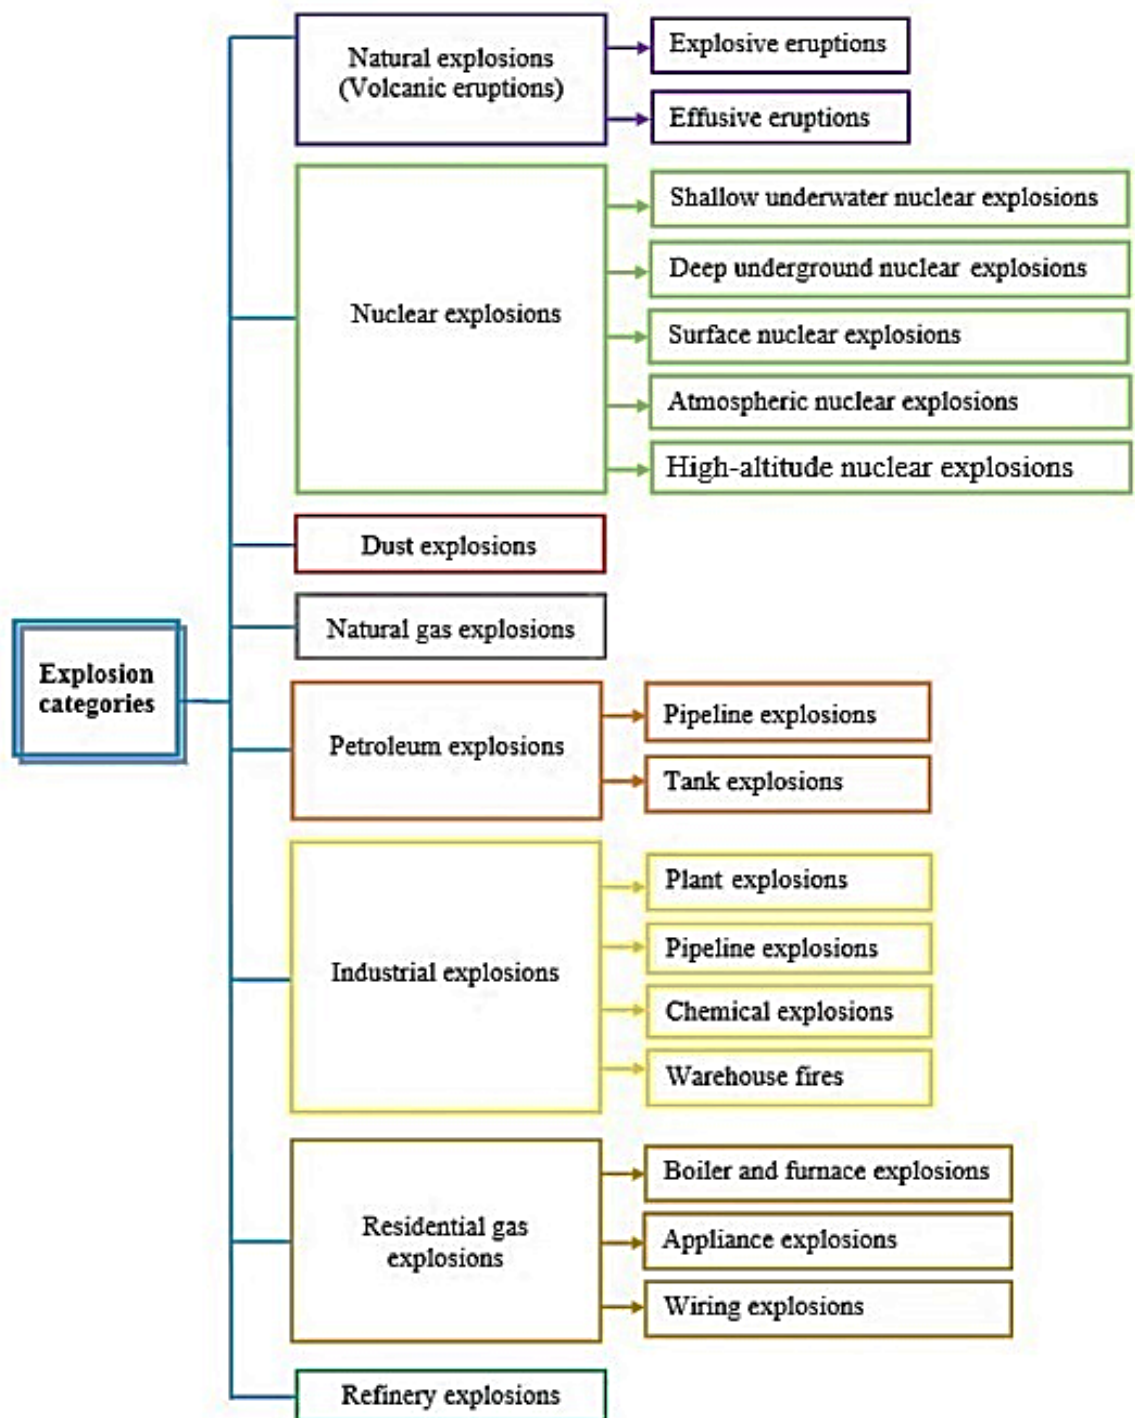 Explosion
categories
Natural explosions
(Volcanic eruptions)
Explosive eruptions
Effusive eruptions
Nuclear explosions
Shallow underwater nuclear explosions
Deep underground nuclear explosions
Surface nuclear explosions
Atmospheric nuclear explosions
High-altitude nuclear explosions
Dust explosions
Natural gas explosions
Petroleum explosions
Pipeline explosions
Tank explosions
Industrial explosions
Plant explosions
Pipeline explosions
Chemical explosions
Warehouse fires
Residential gas
explosions
Boiler and furnace explosions
Appliance explosions
Wiring explosions
Refinery explosions